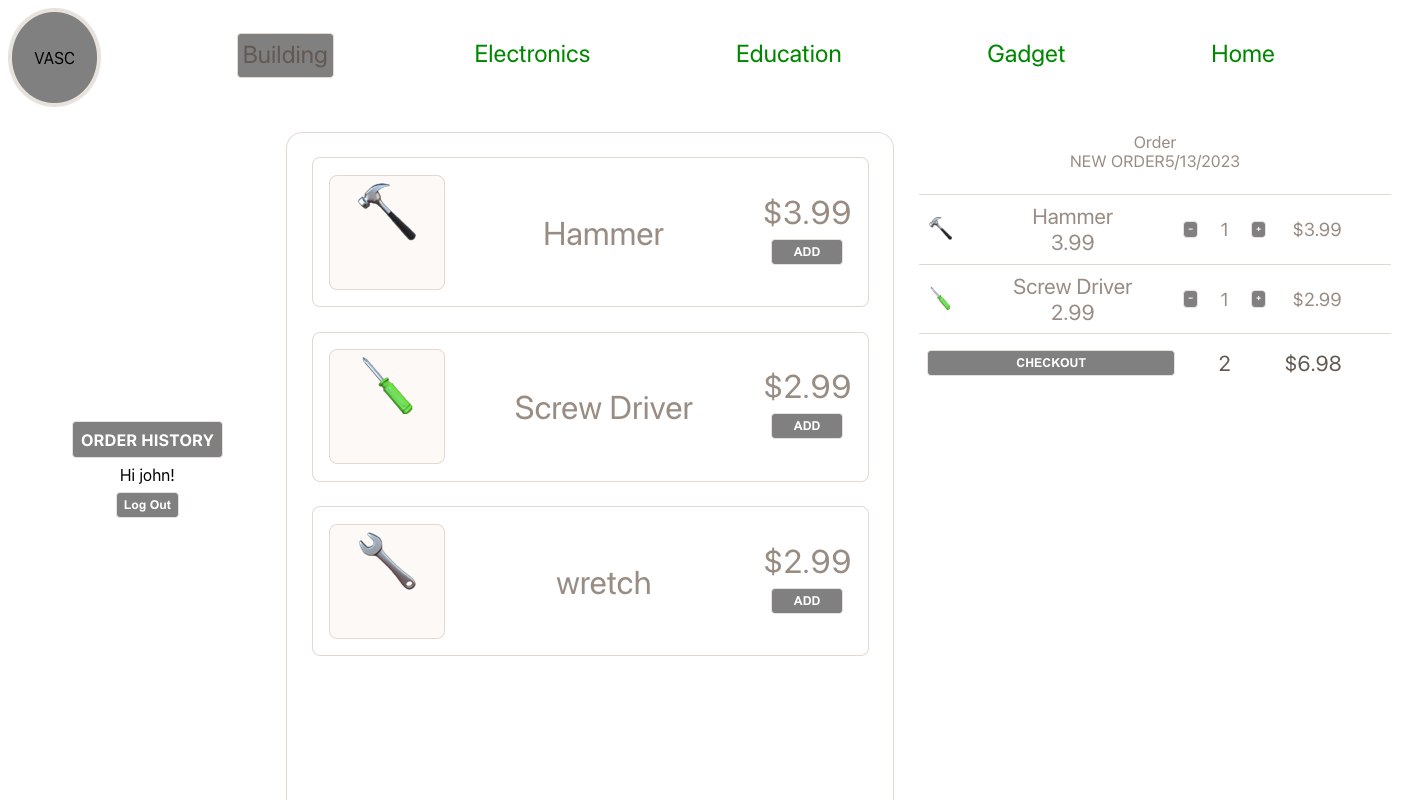 VASC
Building
Electronics
Education
Gadget
Home
Hammer
$3.99
ADD
Screw Driver
$2.99
ADD
wretch
$2.99
ADD
Order
NEW ORDER5/13/2023
Hammer
3.99
- 1 + $3.99
Screw Driver
2.99
- 1 + $2.99
CHECKOUT 2 $6.98
ORDER HISTORY
Hi john!
Log Out